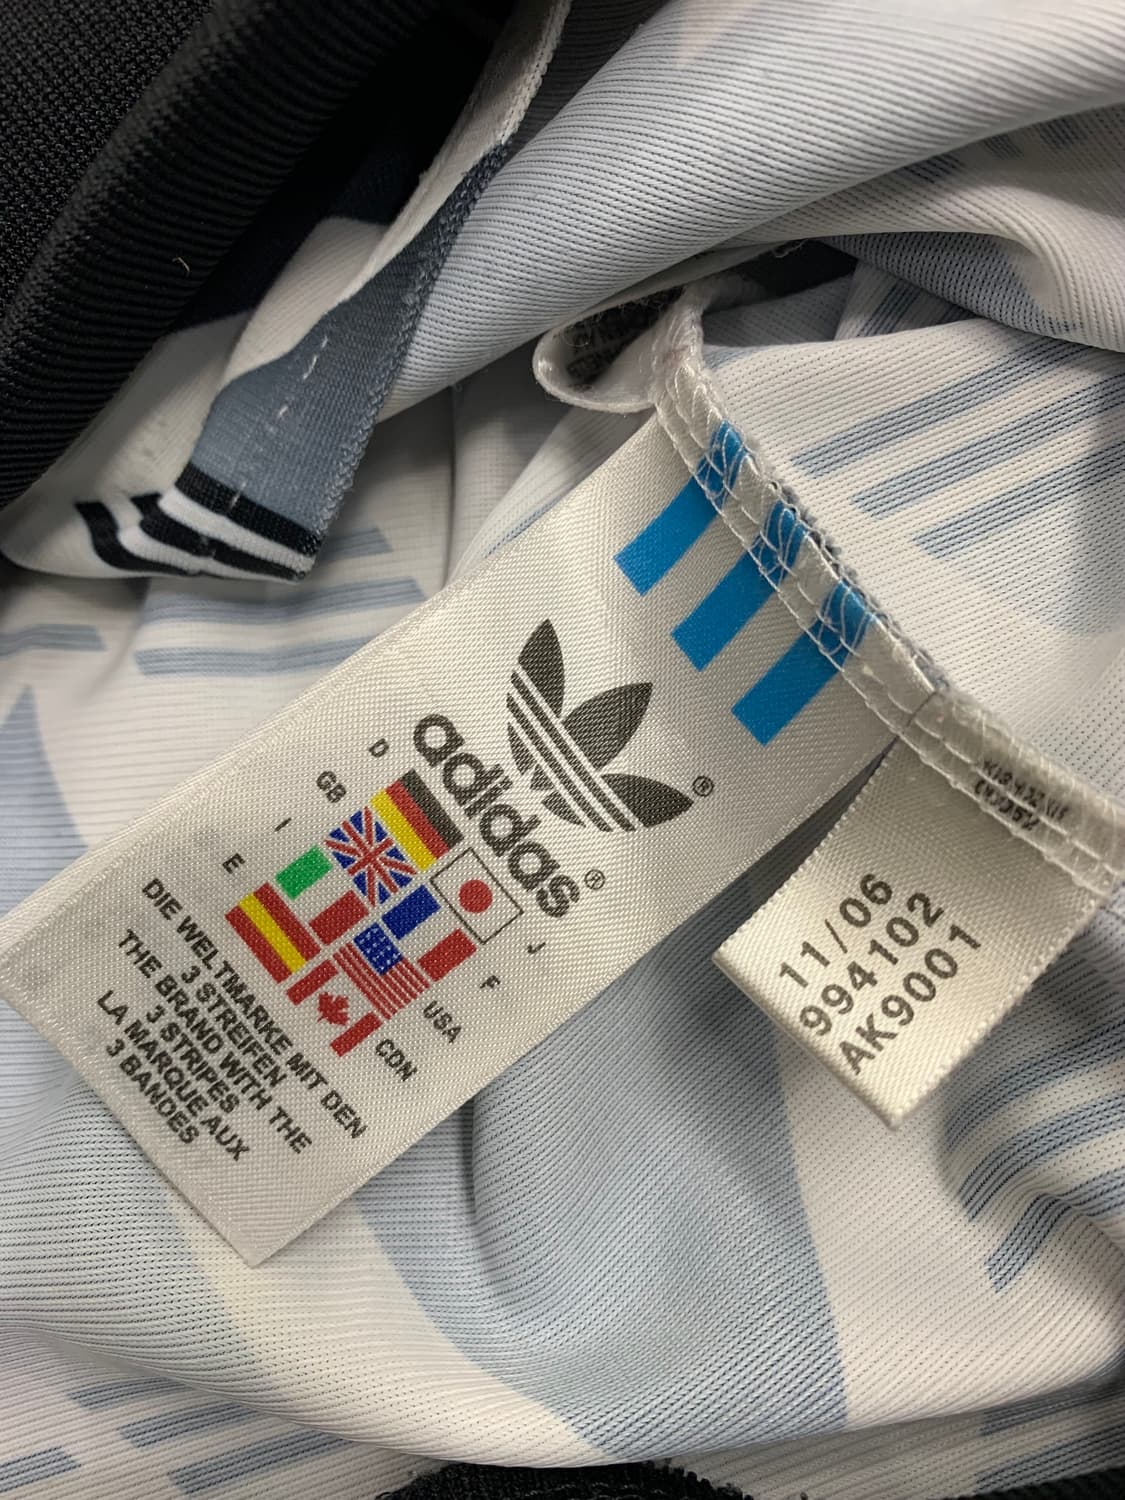 adidas
D
GB
I
E
J
F
USA
CDN
DIE WELTMARKE MIT DEN
3 STREIFEN
THE BRAND WITH THE
3 STRIPES
LA MARQUE AUX
3 BANDES
11/06
994102
AK9001